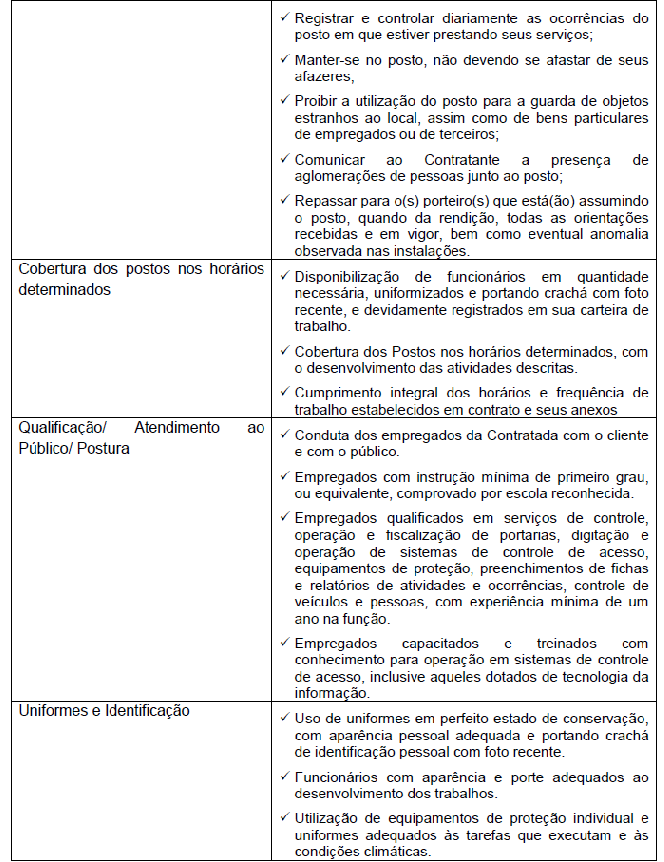 ✓ Registrar e controlar diariamente as ocorrências do
posto em que estiver prestando seus serviços;
✓ Manter-se no posto, não devendo se afastar de seus
afazeres;
✓ Proibir a utilização do posto para a guarda de objetos
estranhos ao local, assim como de bens particulares
de empregados ou de terceiros;
✓ Comunicar ao Contratante a presença de
aglomerações de pessoas junto ao posto;
✓ Repassar para o(s) porteiro(s) que está(ão) assumindo
o posto, quando da rendição, todas as orientações
recebidas e em vigor, bem como eventual anomalia
observada nas instalações.
Cobertura dos postos nos horários
determinados
✓ Disponibilização de funcionários em quantidade
necessária, uniformizados e portando crachá com foto
recente, e devidamente registrados em sua carteira de
trabalho.
✓ Cobertura dos Postos nos horários determinados, com
o desenvolvimento das atividades descritas.
✓ Cumprimento integral dos horários e frequência de
trabalho estabelecidos em contrato e seus anexos
Qualificação/ Atendimento ao
Público/ Postura
✓ Conduta dos empregados da Contratada com o cliente
e com o público.
✓ Empregados com instrução mínima de primeiro grau,
ou equivalente, comprovado por escola reconhecida.
✓ Empregados qualificados em serviços de controle,
operação e fiscalização de portarias, digitação e
operação de sistemas de controle de acesso,
equipamentos de proteção, preenchimentos de fichas
e relatórios de atividades e ocorrências, controle de
veículos e pessoas, com experiência mínima de um
ano na função.
✓ Empregados capacitados e treinados com
conhecimento para operação em sistemas de controle
de acesso, inclusive aqueles dotados de tecnologia da
informação.
Uniformes e Identificação
✓ Uso de uniformes em perfeito estado de conservação,
com aparência pessoal adequada e portando crachá
de identificação pessoal com foto recente.
✓ Funcionários com aparência e porte adequados ao
desenvolvimento dos trabalhos.
✓ Utilização de equipamentos de proteção individual e
uniformes adequados às tarefas que executam e às
condições climáticas.